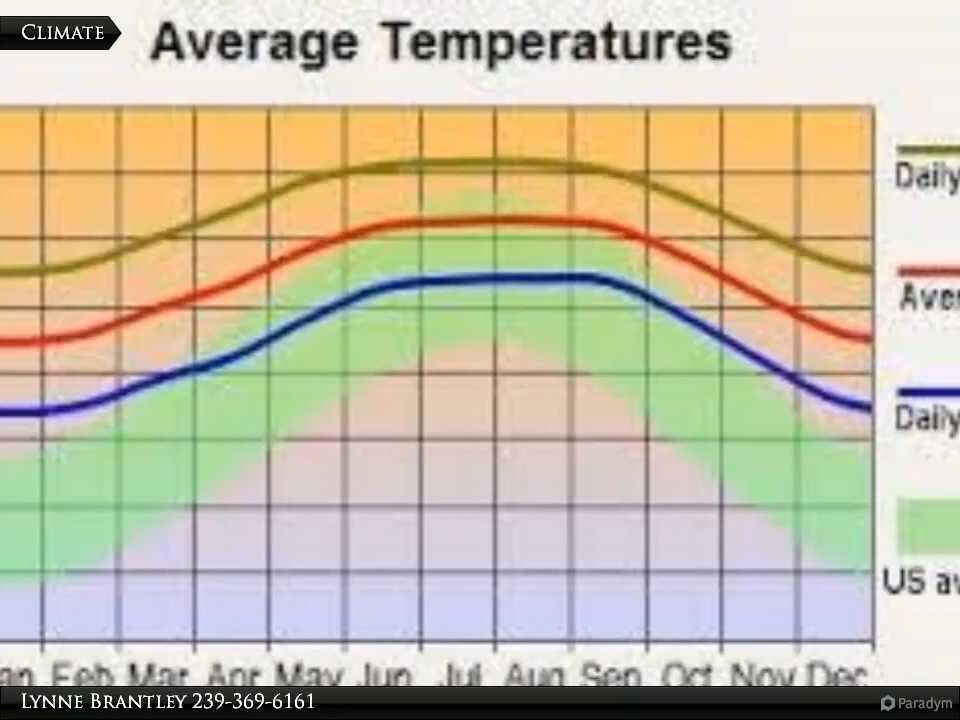 CLIMATE
Average Temperatures
Daily
Aver
Daily
US av
an Feb Mar Apr May Jun Jul Aug Sep Oct Nov Dec
LYNNE BRANTLEY 239-369-6161
Paradym